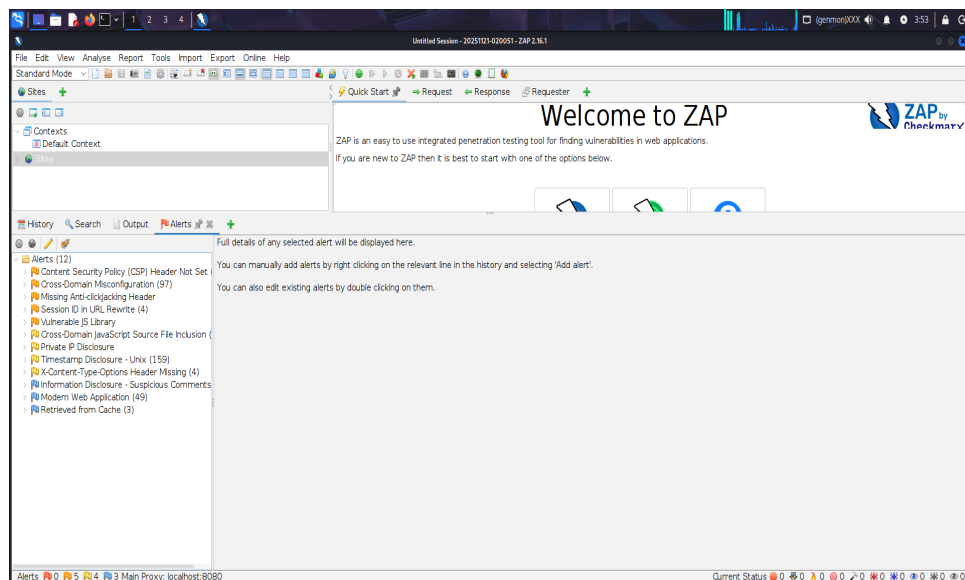 1 2 3 4
(genmon)XXX 3:53
Untitled Session - 20251121-020051 - ZAP 2.16.1
File Edit View Analyse Report Tools Import Export Online Help
Standard Mode
Sites
Quick Start Request Response Requester
Contexts
Default Context
Sites
Welcome to ZAP
ZAP by
Checkmarx
ZAP is an easy to use integrated penetration testing tool for finding vulnerabilities in web applications.
If you are new to ZAP then it is best to start with one of the options below.
History Search Output Alerts
Full details of any selected alert will be displayed here.
You can manually add alerts by right clicking on the relevant line in the history and selecting 'Add alert'.
You can also edit existing alerts by double clicking on them.
Alerts (12)
Content Security Policy (CSP) Header Not Set (
Cross-Domain Misconfiguration (97)
Missing Anti-clickjacking Header
Session ID in URL Rewrite (4)
Vulnerable JS Library
Cross-Domain JavaScript Source File Inclusion (
Private IP Disclosure
Timestamp Disclosure - Unix (159)
X-Content-Type-Options Header Missing (4)
Information Disclosure - Suspicious Comments
Modern Web Application (49)
Retrieved from Cache (3)
Alerts 0 5 4 3 Main Proxy: localhost:8080
Current Status 0 0 0 0 0 0 0 0 0 0